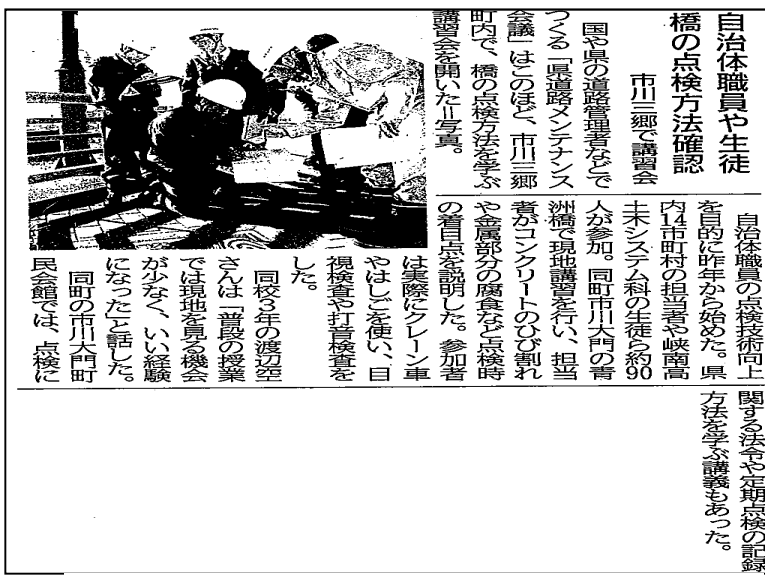 自治体職員や生徒
橋の点検方法確認
市川三郷で講習会
国や県の道路管理者などで
つくる「県道路メンテナンス
会議」はこのほど、市川三郷
町内で、橋の点検方法を学ぶ
講習会を開いた=写真。
自治体職員の点検技術向上
を目的に昨年から始めた。県
内14市町村の担当者や峡南高
土木システム科の生徒ら約90
人が参加。同町市川大門の青
洲橋で現地講習を行い、担当
者がコンクリートのひび割れ
や金属部分の腐食など点検時
の着目点を説明した。参加者
は実際にクレーン車
やはしごを使い、目
視検査や打音検査を
した。
同校3年の渡辺空
さんは「普段の授業
では現地を見る機会
が少なく、いい経験
になった」と話した。
同町の市川大門町
民会館では、点検に
関する法令や定期点検の記録
方法を学ぶ講義もあった。